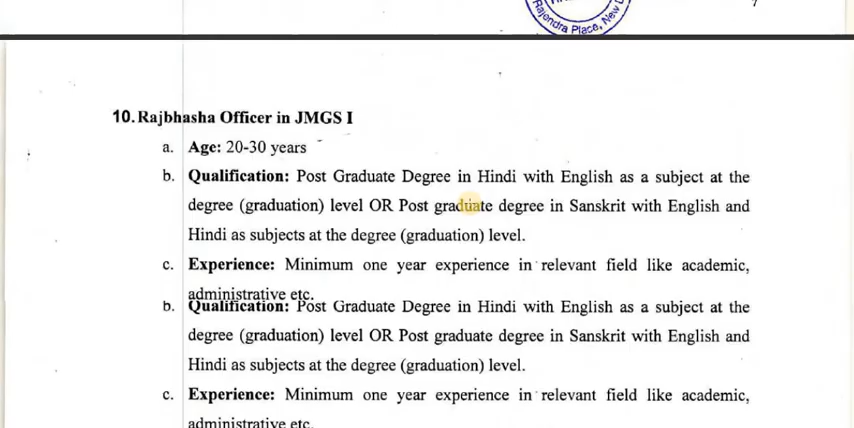 Rajendra Place, New
7
10. Rajbhasha Officer in JMGS I
a. Age: 20-30 years
b. Qualification: Post Graduate Degree in Hindi with English as a subject at the
degree (graduation) level OR Post graduate degree in Sanskrit with English and
Hindi as subjects at the degree (graduation) level.
c. Experience: Minimum one year experience in relevant field like academic,
administrative etc.
b. Qualification: Post Graduate Degree in Hindi with English as a subject at the
degree (graduation) level OR Post graduate degree in Sanskrit with English and
Hindi as subjects at the degree (graduation) level.
c. Experience: Minimum one year experience in relevant field like academic,
administrative etc.